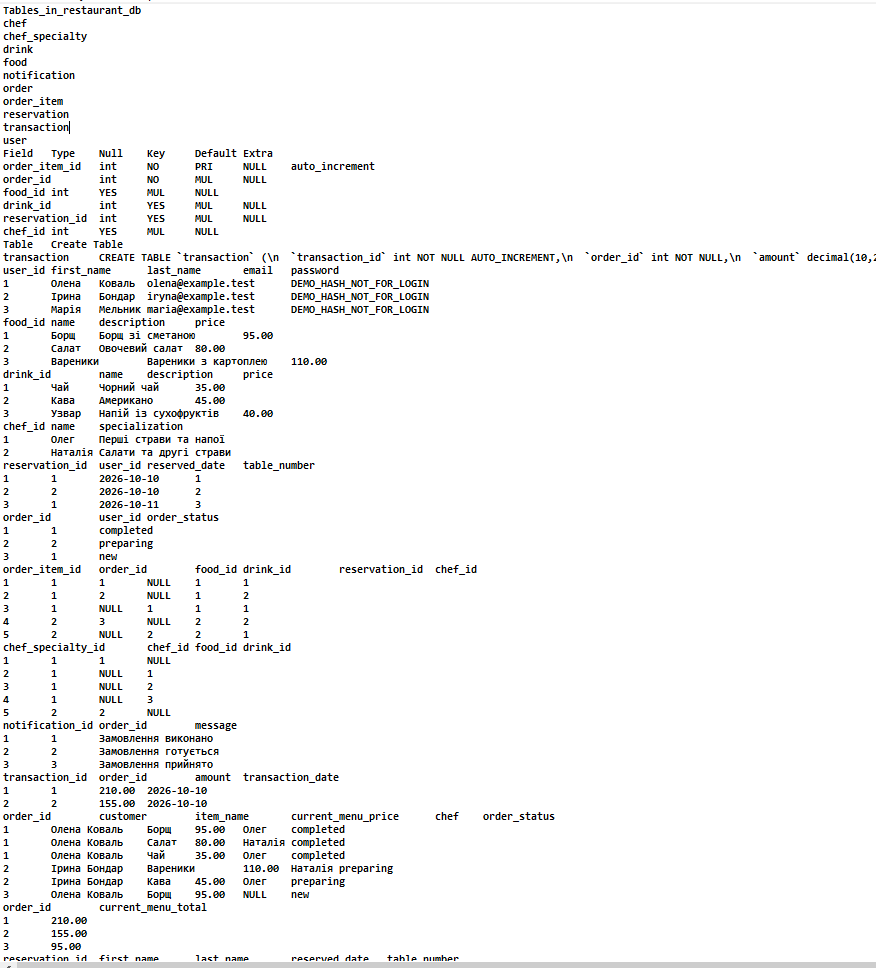 Tables_in_restaurant_db
chef
chef_specialty
drink
food
notification
order
order_item
reservation
transaction
user
Field Type Null Key Default Extra
order_item_id int NO PRI NULL auto_increment
order_id int NO MUL NULL
food_id int YES MUL NULL
drink_id int YES MUL NULL
reservation_id int YES MUL NULL
chef_id int YES MUL NULL
Table Create Table
transaction CREATE TABLE `transaction` (\n `transaction_id` int NOT NULL AUTO_INCREMENT,\n `order_id` int NOT NULL,\n `amount` decimal(10,2
user_id first_name last_name email password
1 Олена Коваль olena@example.test DEMO_HASH_NOT_FOR_LOGIN
2 Ірина Бондар iryna@example.test DEMO_HASH_NOT_FOR_LOGIN
3 Марія Мельник maria@example.test DEMO_HASH_NOT_FOR_LOGIN
food_id name description price
1 Борщ Борщ зі сметаною 95.00
2 Салат Овочевий салат 80.00
3 Вареники Вареники з картоплею 110.00
drink_id name description price
1 Чай Чорний чай 35.00
2 Кава Американо 45.00
3 Узвар Напій із сухофруктів 40.00
chef_id name specialization
1 Олег Перші страви та напої
2 Наталія Салати та другі страви
reservation_id user_id reserved_date table_number
1 1 2026-10-10 1
2 2 2026-10-10 2
3 1 2026-10-11 3
order_id user_id order_status
1 1 completed
2 2 preparing
3 1 new
order_item_id order_id food_id drink_id reservation_id chef_id
1 1 1 NULL 1 1
2 1 2 NULL 1 2
3 1 NULL 1 1 1
4 2 3 NULL 2 2
5 2 NULL 2 2 1
chef_specialty_id chef_id food_id drink_id
1 1 1 NULL
2 1 NULL 1
3 1 NULL 2
4 1 NULL 3
5 2 2 NULL
notification_id order_id message
1 1 Замовлення виконано
2 2 Замовлення готується
3 3 Замовлення прийнято
transaction_id order_id amount transaction_date
1 1 210.00 2026-10-10
2 2 155.00 2026-10-10
order_id customer item_name current_menu_price chef order_status
1 Олена Коваль Борщ 95.00 Олег completed
1 Олена Коваль Салат 80.00 Наталія completed
1 Олена Коваль Чай 35.00 Олег completed
2 Ірина Бондар Вареники 110.00 Наталія preparing
2 Ірина Бондар Кава 45.00 Олег preparing
3 Олена Коваль Борщ 95.00 NULL new
order_id current_menu_total
1 210.00
2 155.00
3 95.00
reservation_id first_name last_name reserved_date table_number